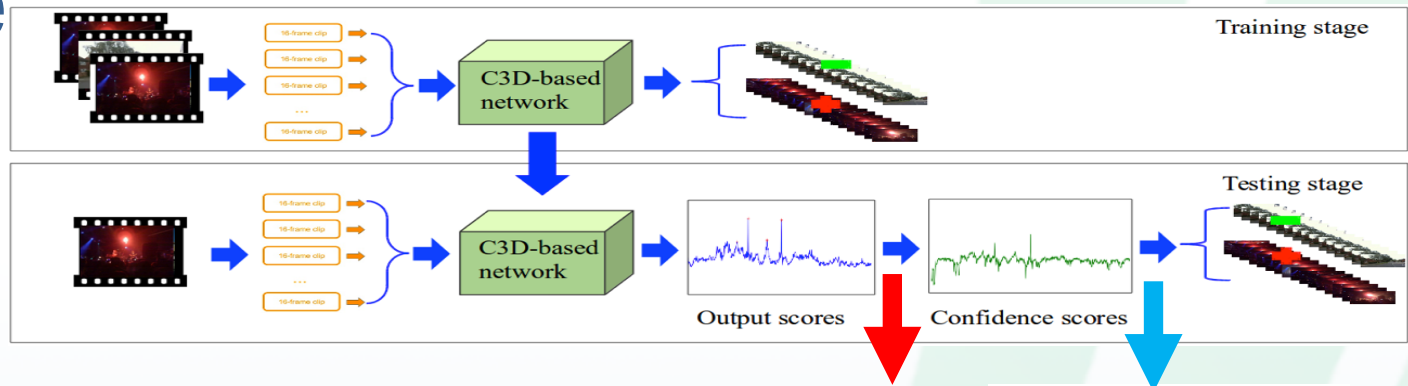 e
Training stage
16-frame clip
16-frame clip
16-frame clip
...
16-frame clip
C3D-based
network
Testing stage
16-frame clip
16-frame clip
16-frame clip
...
16-frame clip
C3D-based
network
Output scores
Confidence scores